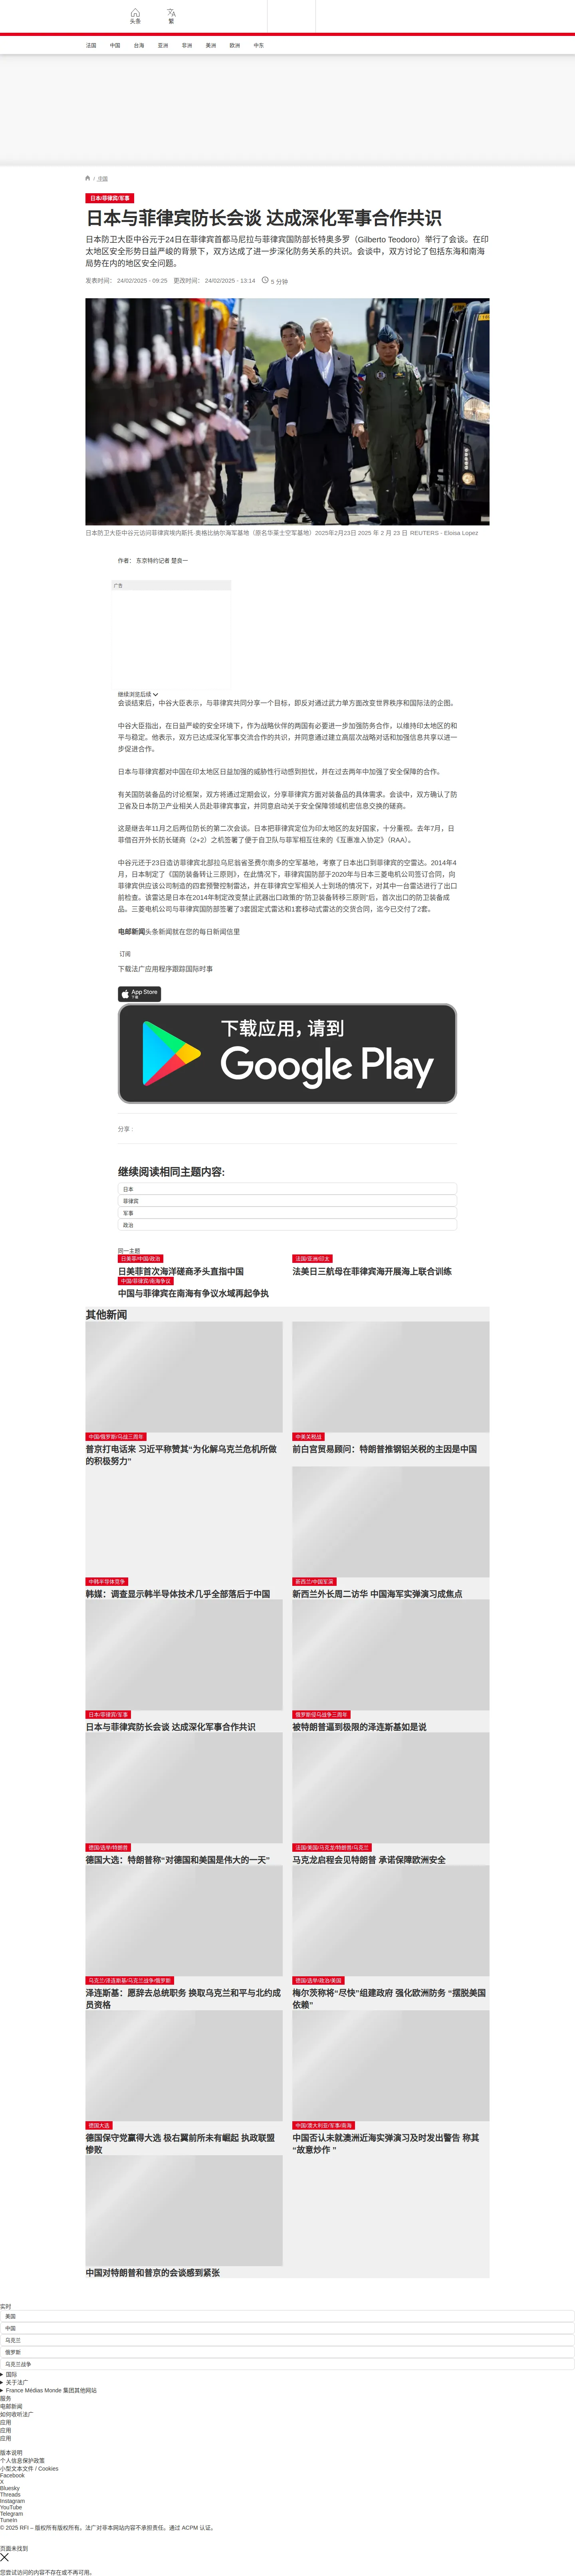 头条
繁
法国 中国 台海 亚洲 非洲 美洲 欧洲 中东
/ 中国
日本/菲律宾/军事
日本与菲律宾防长会谈 达成深化军事合作共识
日本防卫大臣中谷元于24日在菲律宾首都马尼拉与菲律宾国防部长特奥多罗（Gilberto Teodoro）举行了会谈。在印
太地区安全形势日益严峻的背景下，双方达成了进一步深化防务关系的共识。会谈中，双方讨论了包括东海和南海
局势在内的地区安全问题。
发表时间： 24/02/2025 - 09:25 更改时间： 24/02/2025 - 13:14 5 分钟
日本防卫大臣中谷元访问菲律宾埃内斯托·奥格比纳尔海军基地（原名华莱士空军基地）2025年2月23日 2025 年 2 月 23 日 REUTERS - Eloisa Lopez
作者： 东京特约记者 楚良一
广告
继续浏览后续
会谈结束后，中谷大臣表示，与菲律宾共同分享一个目标，即反对通过武力单方面改变世界秩序和国际法的企图。
中谷大臣指出，在日益严峻的安全环境下，作为战略伙伴的两国有必要进一步加强防务合作，以维持印太地区的和
平与稳定。他表示，双方已达成深化军事交流合作的共识，并同意通过建立高层次战略对话和加强信息共享以进一
步促进合作。
日本与菲律宾都对中国在印太地区日益加强的威胁性行动感到担忧，并在过去两年中加强了安全保障的合作。
有关国防装备品的讨论框架，双方将通过定期会议，分享菲律宾方面对装备品的具体需求。会谈中，双方确认了防
卫省及日本防卫产业相关人员赴菲律宾事宜，并同意启动关于安全保障领域机密信息交换的磋商。
这是继去年11月之后两位防长的第二次会谈。日本把菲律宾定位为印太地区的友好国家，十分重视。去年7月，日
菲借召开外长防长磋商（2+2）之机签署了便于自卫队与菲军相互往来的《互惠准入协定》（RAA）。
中谷元还于23日造访菲律宾北部拉乌尼翁省圣费尔南多的空军基地，考察了日本出口到菲律宾的空雷达。2014年4
月，日本制定了《国防装备转让三原则》，在此情况下，菲律宾国防部于2020年与日本三菱电机公司签订合同，向
菲律宾供应该公司制造的四套预警控制雷达，并在菲律宾空军相关人士到场的情况下，对其中一台雷达进行了出口
前检查。该雷达是日本在2014年制定改变禁止武器出口政策的“防卫装备转移三原则”后，首次出口的防卫装备成
品。三菱电机公司与菲律宾国防部签署了3套固定式雷达和1套移动式雷达的交货合同，迄今已交付了2套。
电邮新闻头条新闻就在您的每日新闻信里
订阅
下载法广应用程序跟踪国际时事
App Store
下载
下载应用，请到
Google Play
分享 :
继续阅读相同主题内容:
日本
菲律宾
军事
政治
同一主题
日美菲/中国/政治
日美菲首次海洋磋商矛头直指中国
法国/亚洲/印太
法美日三航母在菲律宾海开展海上联合训练
中国/菲律宾/南海争议
中国与菲律宾在南海有争议水域再起争执
其他新闻
中国/俄罗斯/乌战三周年
普京打电话来 习近平称赞其“为化解乌克兰危机所做
的积极努力”
中美关税战
前白宫贸易顾问：特朗普推钢铝关税的主因是中国
中韩半导体竞争
韩媒：调查显示韩半导体技术几乎全部落后于中国
新西兰/中国军演
新西兰外长周二访华 中国海军实弹演习成焦点
日本/菲律宾/军事
日本与菲律宾防长会谈 达成深化军事合作共识
俄罗斯侵乌战争三周年
被特朗普逼到极限的泽连斯基如是说
德国/选举/特朗普
德国大选：特朗普称“对德国和美国是伟大的一天”
法国/美国/马克龙/特朗普/乌克兰
马克龙启程会见特朗普 承诺保障欧洲安全
乌克兰/泽连斯基/乌克兰战争/俄罗斯
泽连斯基：愿辞去总统职务 换取乌克兰和平与北约成
员资格
德国/选举/政治/美国
梅尔茨称将“尽快”组建政府 强化欧洲防务 “摆脱美国
依赖”
德国大选
德国保守党赢得大选 极右翼前所未有崛起 执政联盟
惨败
中国/澳大利亚/军事/南海
中国否认未就澳洲近海实弹演习及时发出警告 称其
“故意炒作 ”
中国对特朗普和普京的会谈感到紧张
实时
美国
中国
乌克兰
俄罗斯
乌克兰战争
国际
关于法广
France Médias Monde 集团其他网站
服务
电邮新闻
如何收听法广
应用
应用
应用
版本说明
个人信息保护政策
小型文本文件 / Cookies
Facebook
X
Bluesky
Threads
Instagram
YouTube
Telegram
TuneIn
© 2025 RFI – 版权所有版权所有。法广对非本网站内容不承担责任。通过 ACPM 认证。
页面未找到
您尝试访问的内容不存在或不再可用。